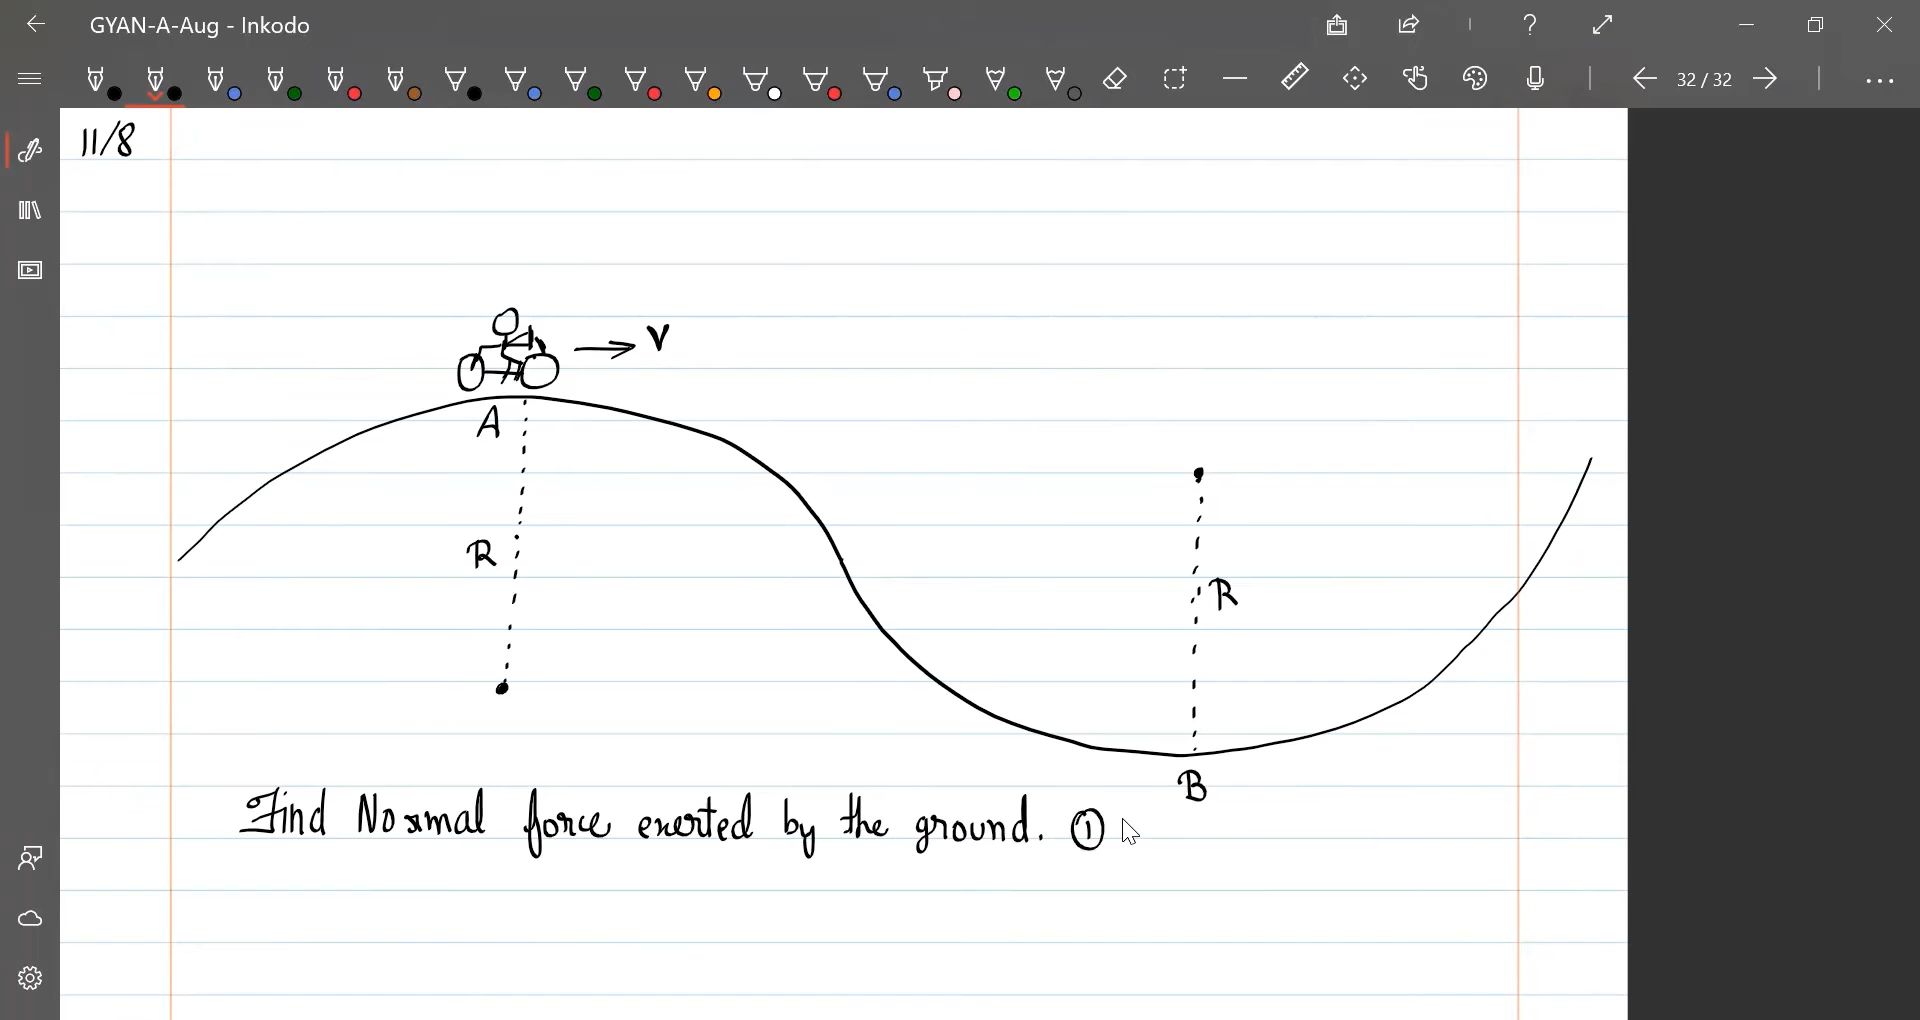 GYAN-A-Aug - Inkodo
32 / 32
11/8
V
A
R
R
B
Find Normal force exerted by the ground. ①